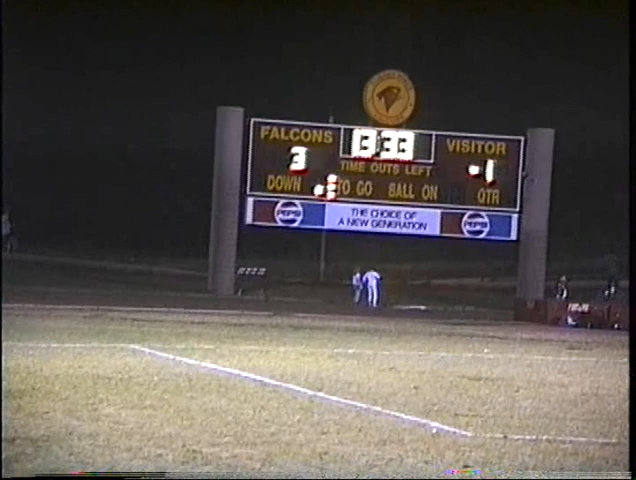 FALCONS 13:33 VISITOR
3 TIME OUTS LEFT 1
DOWN TO GO BALL ON QTR
PEPSI THE CHOICE OF PEPSI
A NEW GENERATION